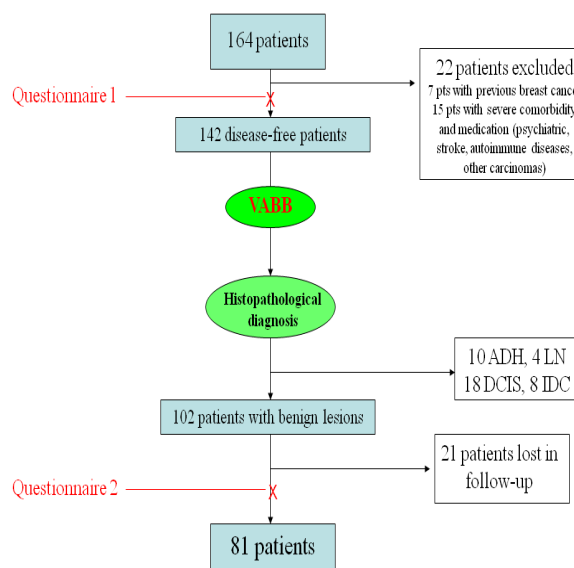 164 patients
22 patients excluded
7 pts with previous breast cance
15 pts with severe comorbidity
and medication (psychiatric,
stroke, autoimmune diseases,
other carcinomas)
Questionnaire 1
142 disease-free patients
VABB
Histopathological
diagnosis
10 ADH, 4 LN
18 DCIS, 8 IDC
102 patients with benign lesions
21 patients lost in
follow-up
Questionnaire 2
81 patients